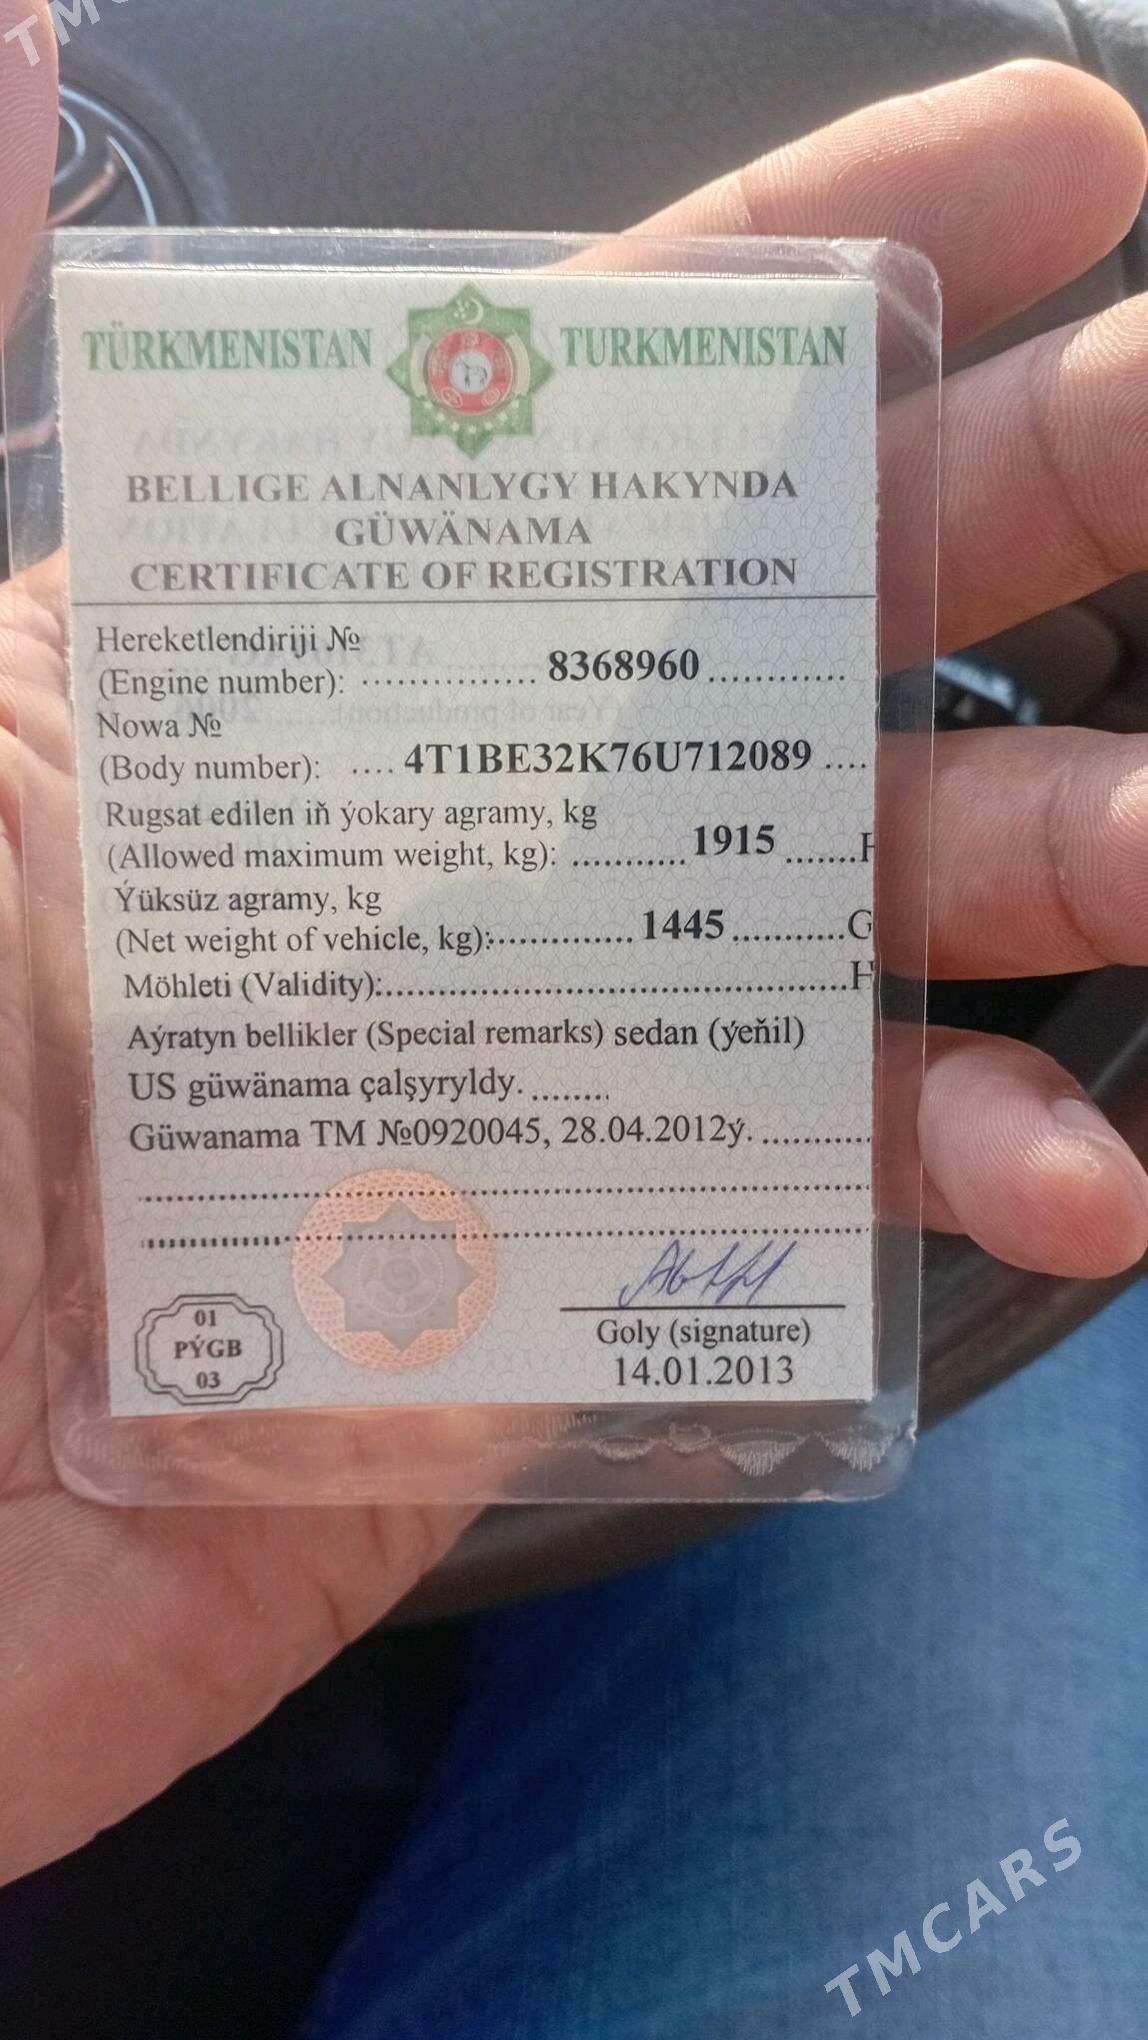 TÜRKMENISTAN TURKMENISTAN
BELLIGE ALNANLYGY HAKYNDA
GÜWÄNAMA
CERTIFICATE OF REGISTRATION
Hereketlendiriji №
(Engine number): ............... 8368960 ............
Nowa №
(Body number): .... 4T1BE32K76U712089 ....
Rugsat edilen iň ýokary agramy, kg
(Allowed maximum weight, kg): ........... 1915 .......H
Ýüksüz agramy, kg
(Net weight of vehicle, kg):.............. 1445 ...........G
Möhleti (Validity):...............................................H
Aýratyn bellikler (Special remarks) sedan (ýeňil)
US güwänama çalşyryldy. ........
Güwanama TM №0920045, 28.04.2012ý. ...........
01
PÝGB
03
Goly (signature)
14.01.2013
TMCARS